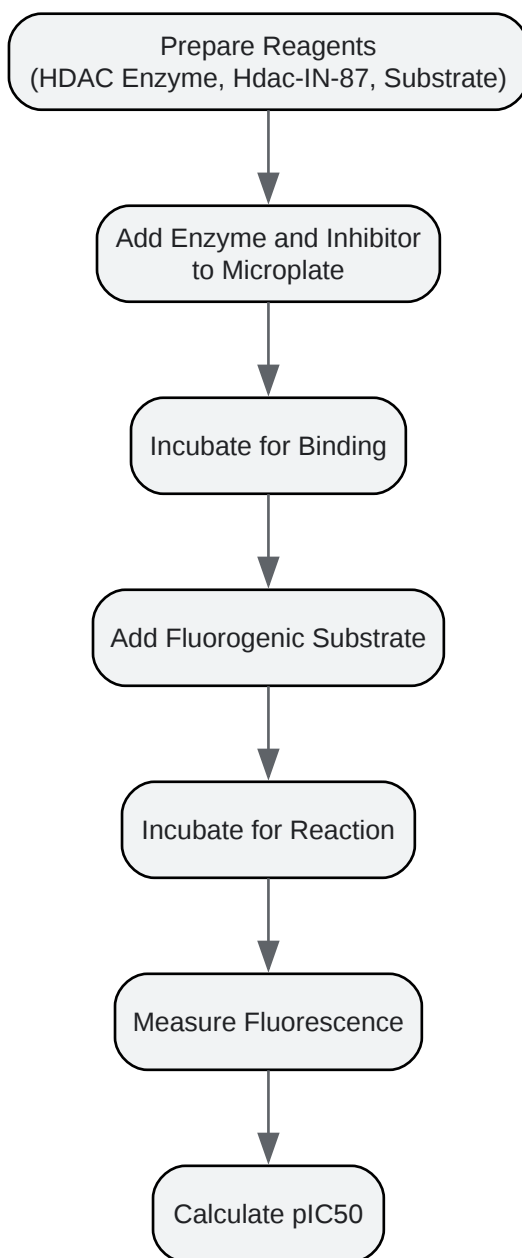 Prepare Reagents
(HDAC Enzyme, Hdac-IN-87, Substrate)
Add Enzyme and Inhibitor
to Microplate
Incubate for Binding
Add Fluorogenic Substrate
Incubate for Reaction
Measure Fluorescence
Calculate pIC50